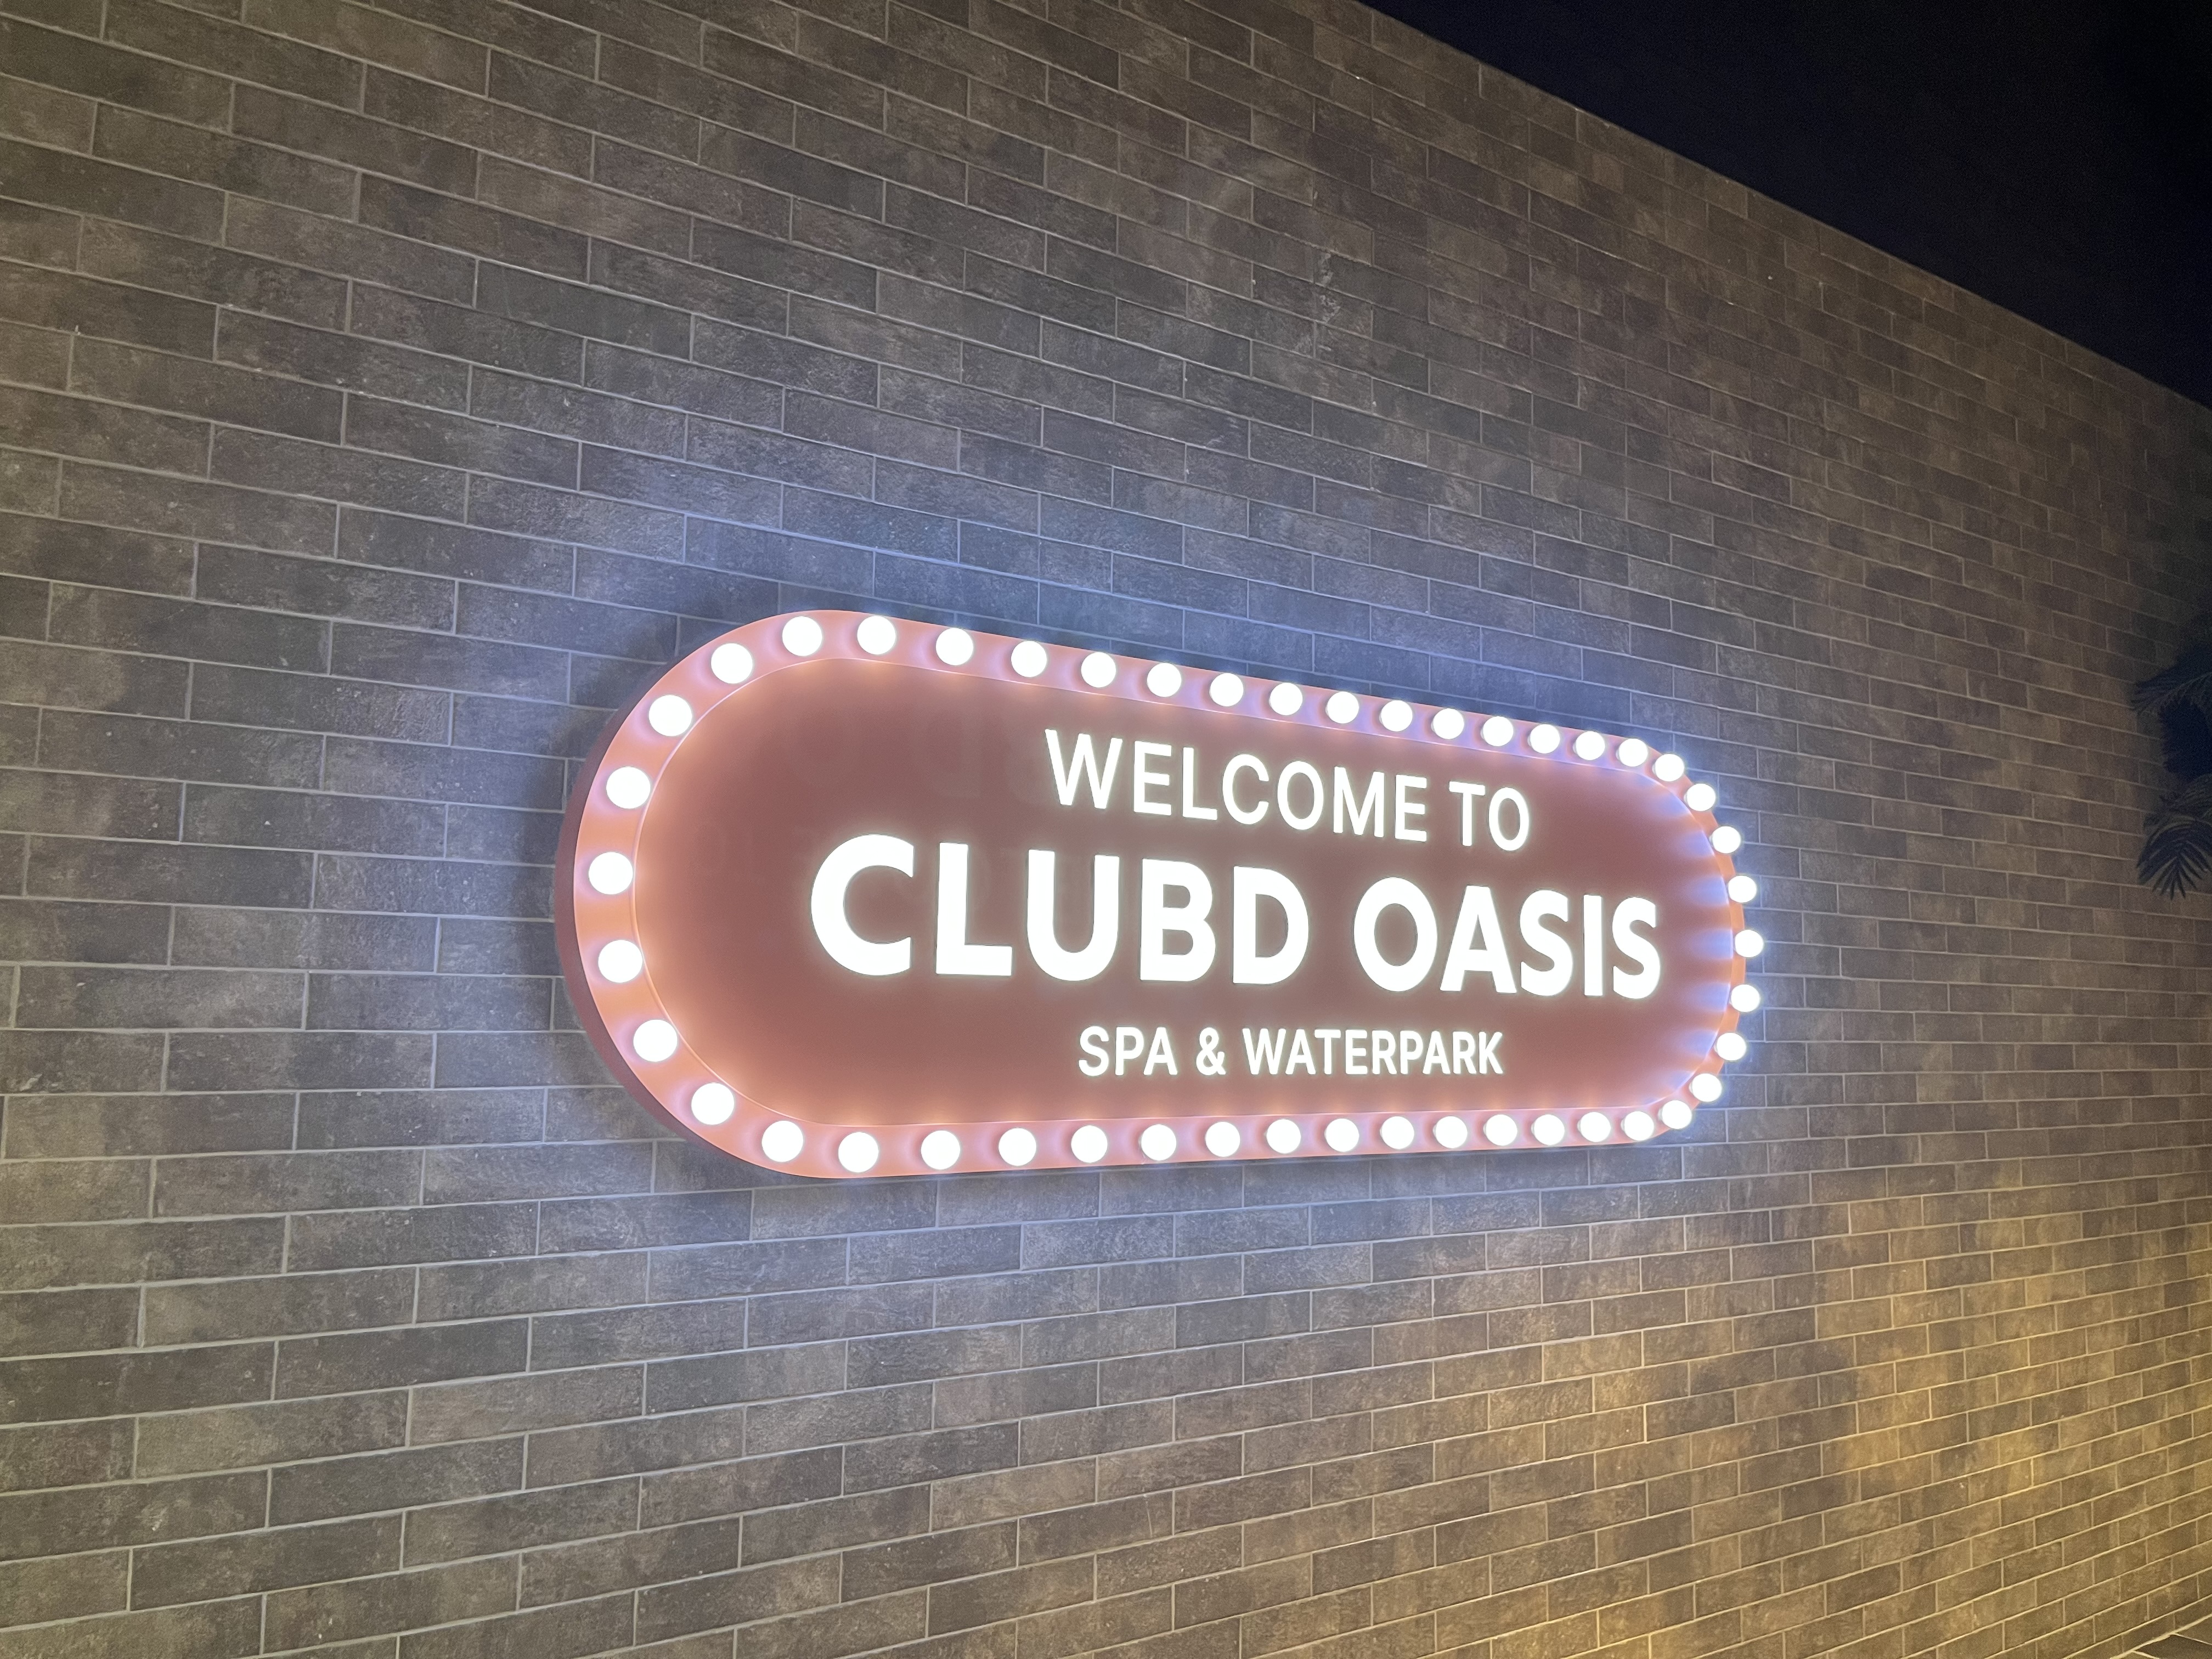 WELCOME TO
CLUBD OASIS
SPA & WATERPARK